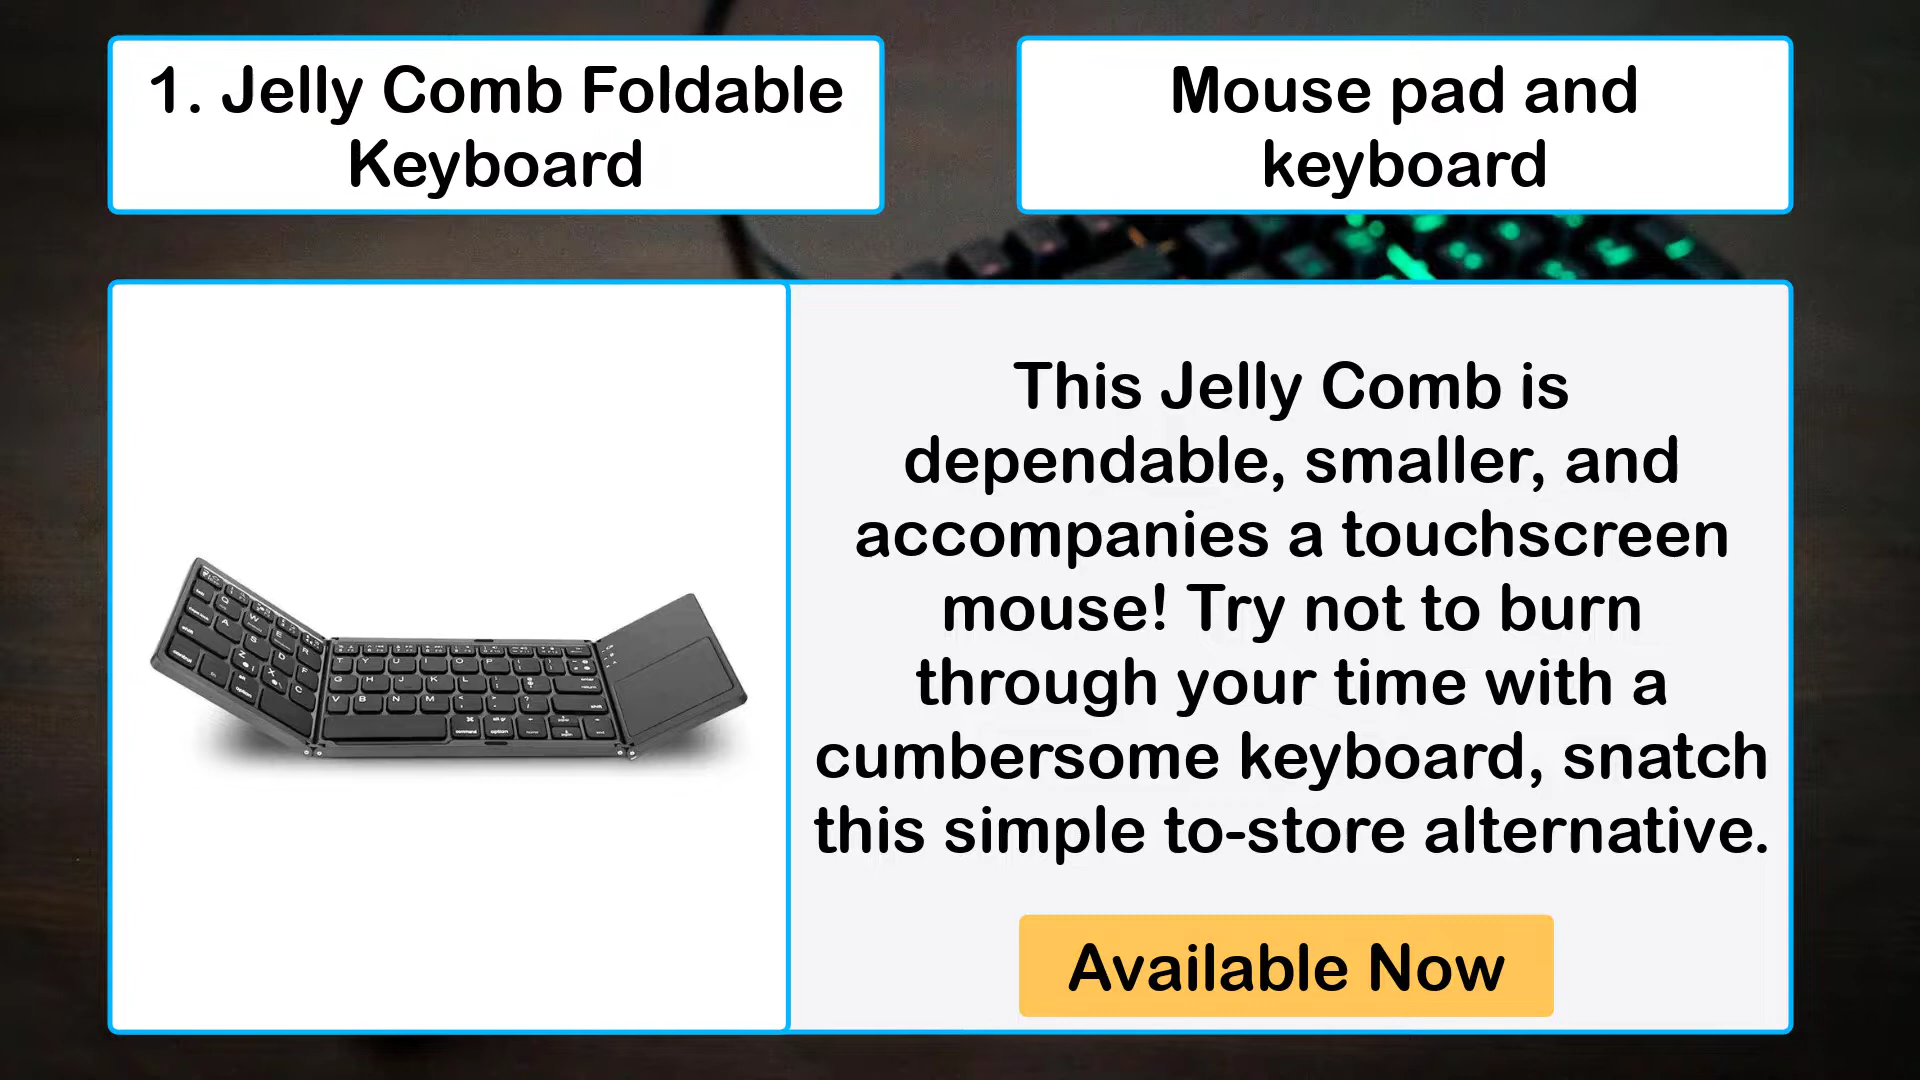 1. Jelly Comb Foldable
Keyboard
Mouse pad and
keyboard
This Jelly Comb is
dependable, smaller, and
accompanies a touchscreen
mouse! Try not to burn
through your time with a
cumbersome keyboard, snatch
this simple to-store alternative.
Available Now